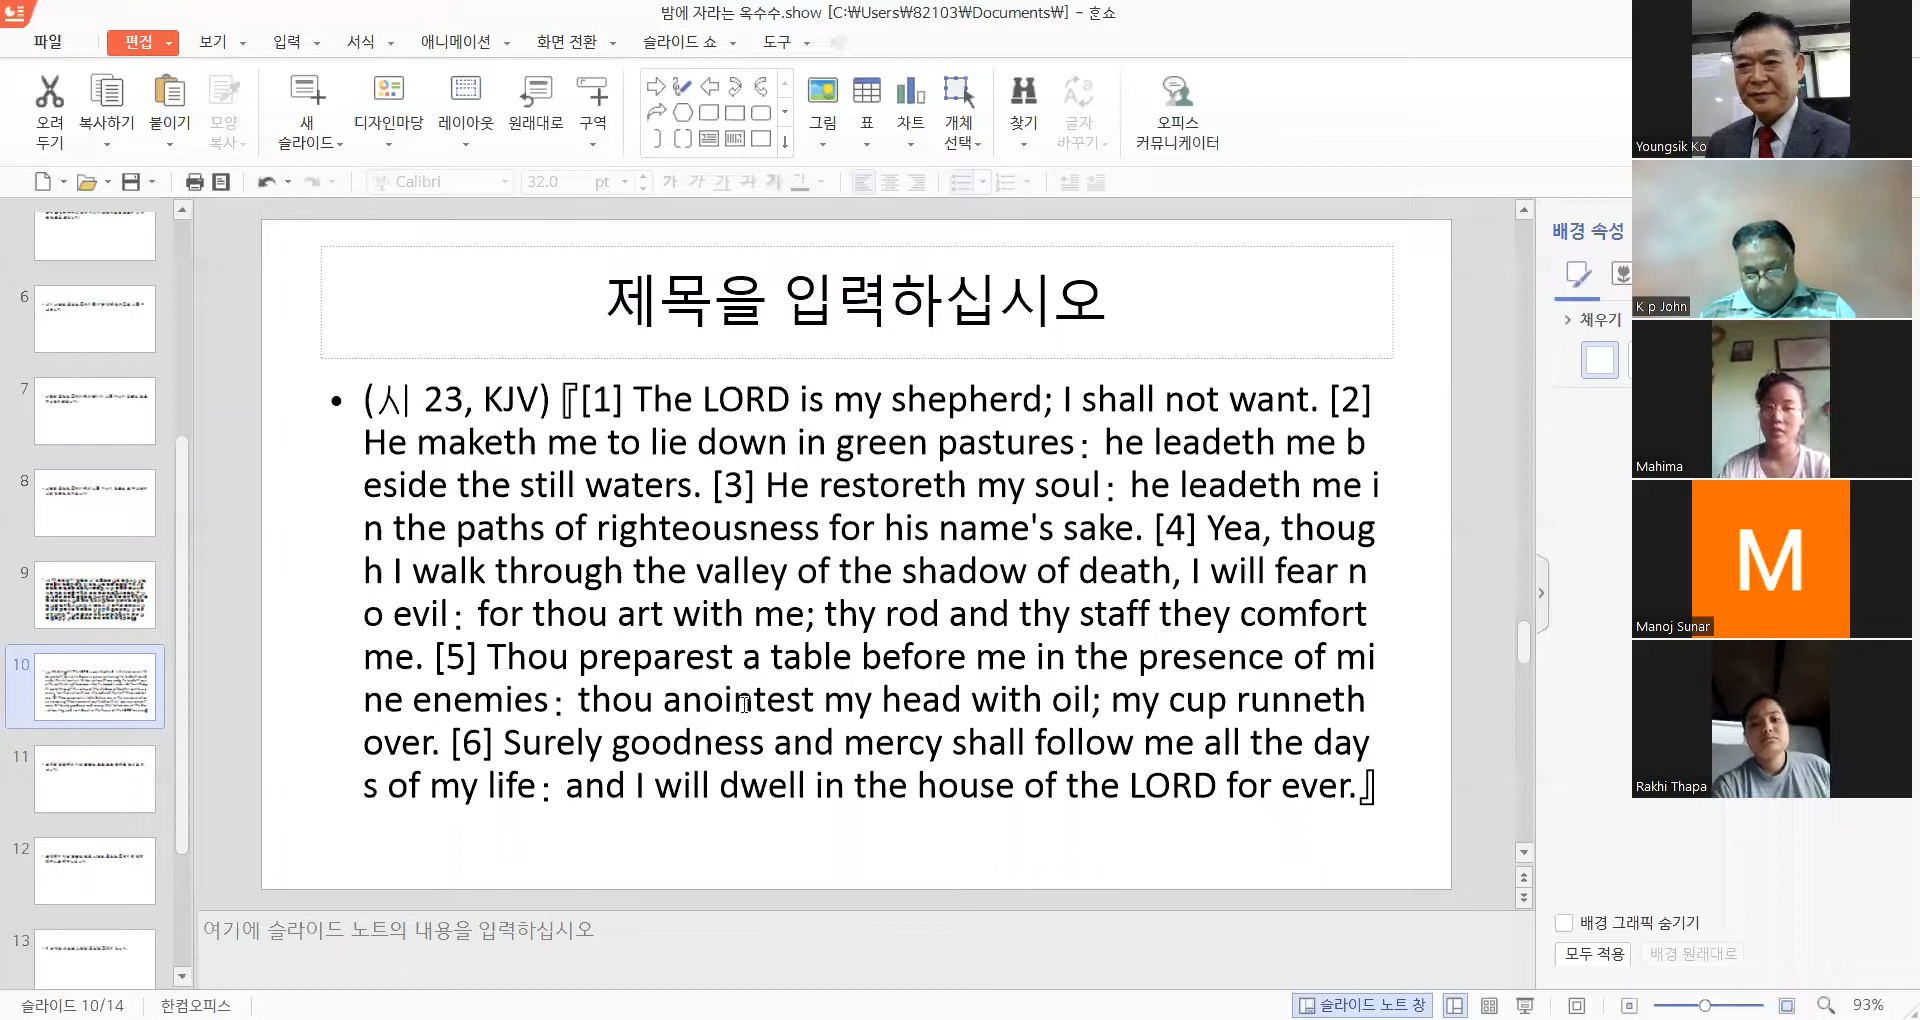 밤에 자라는 옥수수.show [C:₩Users₩82103₩Documents₩] - 한쇼
파일 편집 보기 입력 서식 애니메이션 화면 전환 슬라이드 쇼 도구
오려
두기
복사하기
붙이기
모양
복사
새
슬라이드
디자인마당
레이아웃
원래대로
구역
그림
표
차트
개체
선택
찾기
글자
바꾸기
오피스
커뮤니케이터
Calibri 32.0 pt 가 가 가 가 가 가
6
7
8
9
10
11
12
13
제목을 입력하십시오
• (시 23, KJV) 『[1] The LORD is my shepherd; I shall not want. [2]
He maketh me to lie down in green pastures: he leadeth me b
eside the still waters. [3] He restoreth my soul: he leadeth me i
n the paths of righteousness for his name's sake. [4] Yea, thoug
h I walk through the valley of the shadow of death, I will fear n
o evil: for thou art with me; thy rod and thy staff they comfort
me. [5] Thou preparest a table before me in the presence of mi
ne enemies: thou anointest my head with oil; my cup runneth
over. [6] Surely goodness and mercy shall follow me all the day
s of my life: and I will dwell in the house of the LORD for ever.』
여기에 슬라이드 노트의 내용을 입력하십시오
배경 속성
채우기
배경 그래픽 숨기기
모두 적용 배경 원래대로
Youngsik Ko
K p John
Mahima
M
Manoj Sunar
Rakhi Thapa
슬라이드 10/14 한컴오피스 슬라이드 노트 창 93%